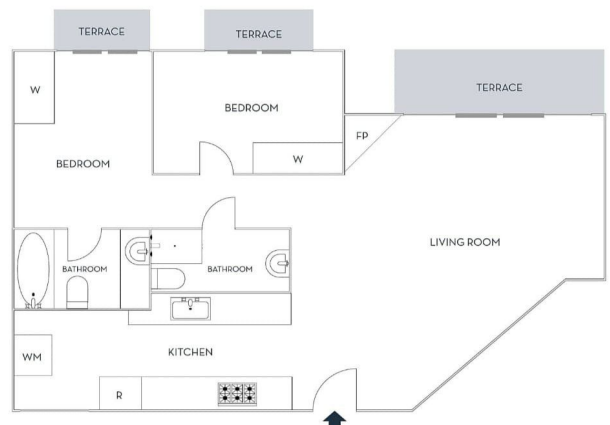 TERRACE
TERRACE
TERRACE
W
BEDROOM
FP
W
BEDROOM
LIVING ROOM
BATHROOM
BATHROOM
WM
KITCHEN
R